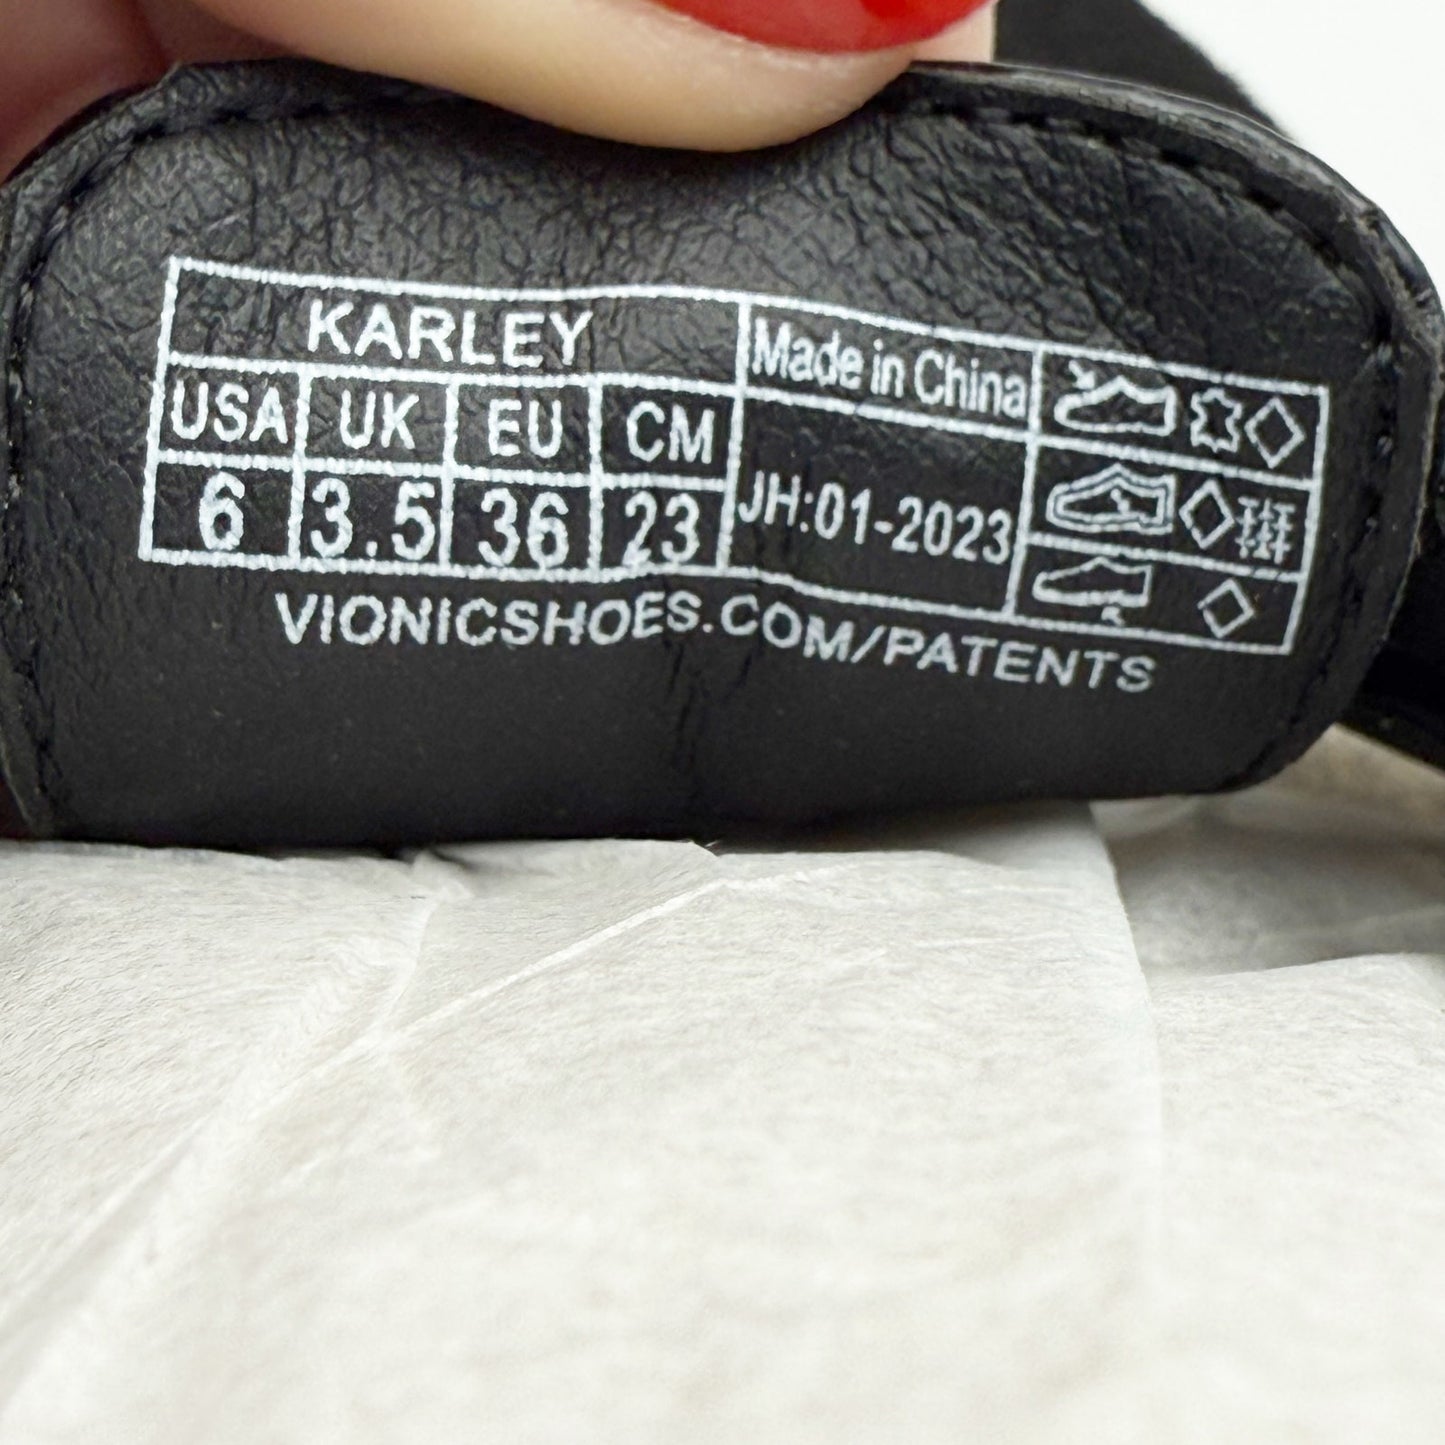 KARLEY
Made in China
USA UK EU CM
6 3.5 36 23
JH:01-2023
VIONICSHOES.COM/PATENTS